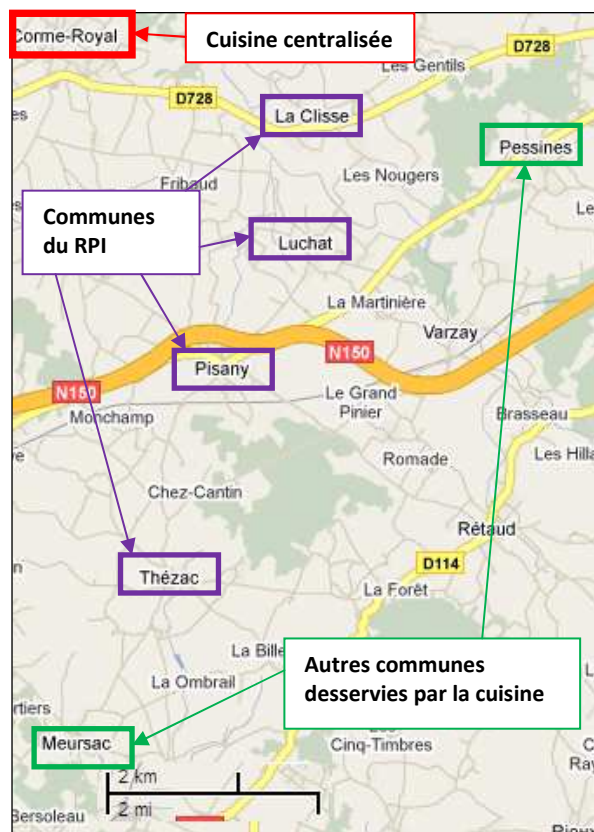 Corme-Royal
Cuisine centralisée
D728
Les Gentils
D728
La Clisse
Pessines
Les Nougers
Fribaud
Communes
du RPI
Luchat
La Martinière
Varzay
N150
Pisany
N150
Le Grand
Pinier
Monchamp
Brasseau
Romade
Les Hilla
Chez-Cantin
Rétaud
D114
Thézac
La Forêt
La Bille
Autres communes
desservies par la cuisine
La Ombrail
rtiers
Meursac
Cinq-Timbres
2 km
2 mi
Bersoleau